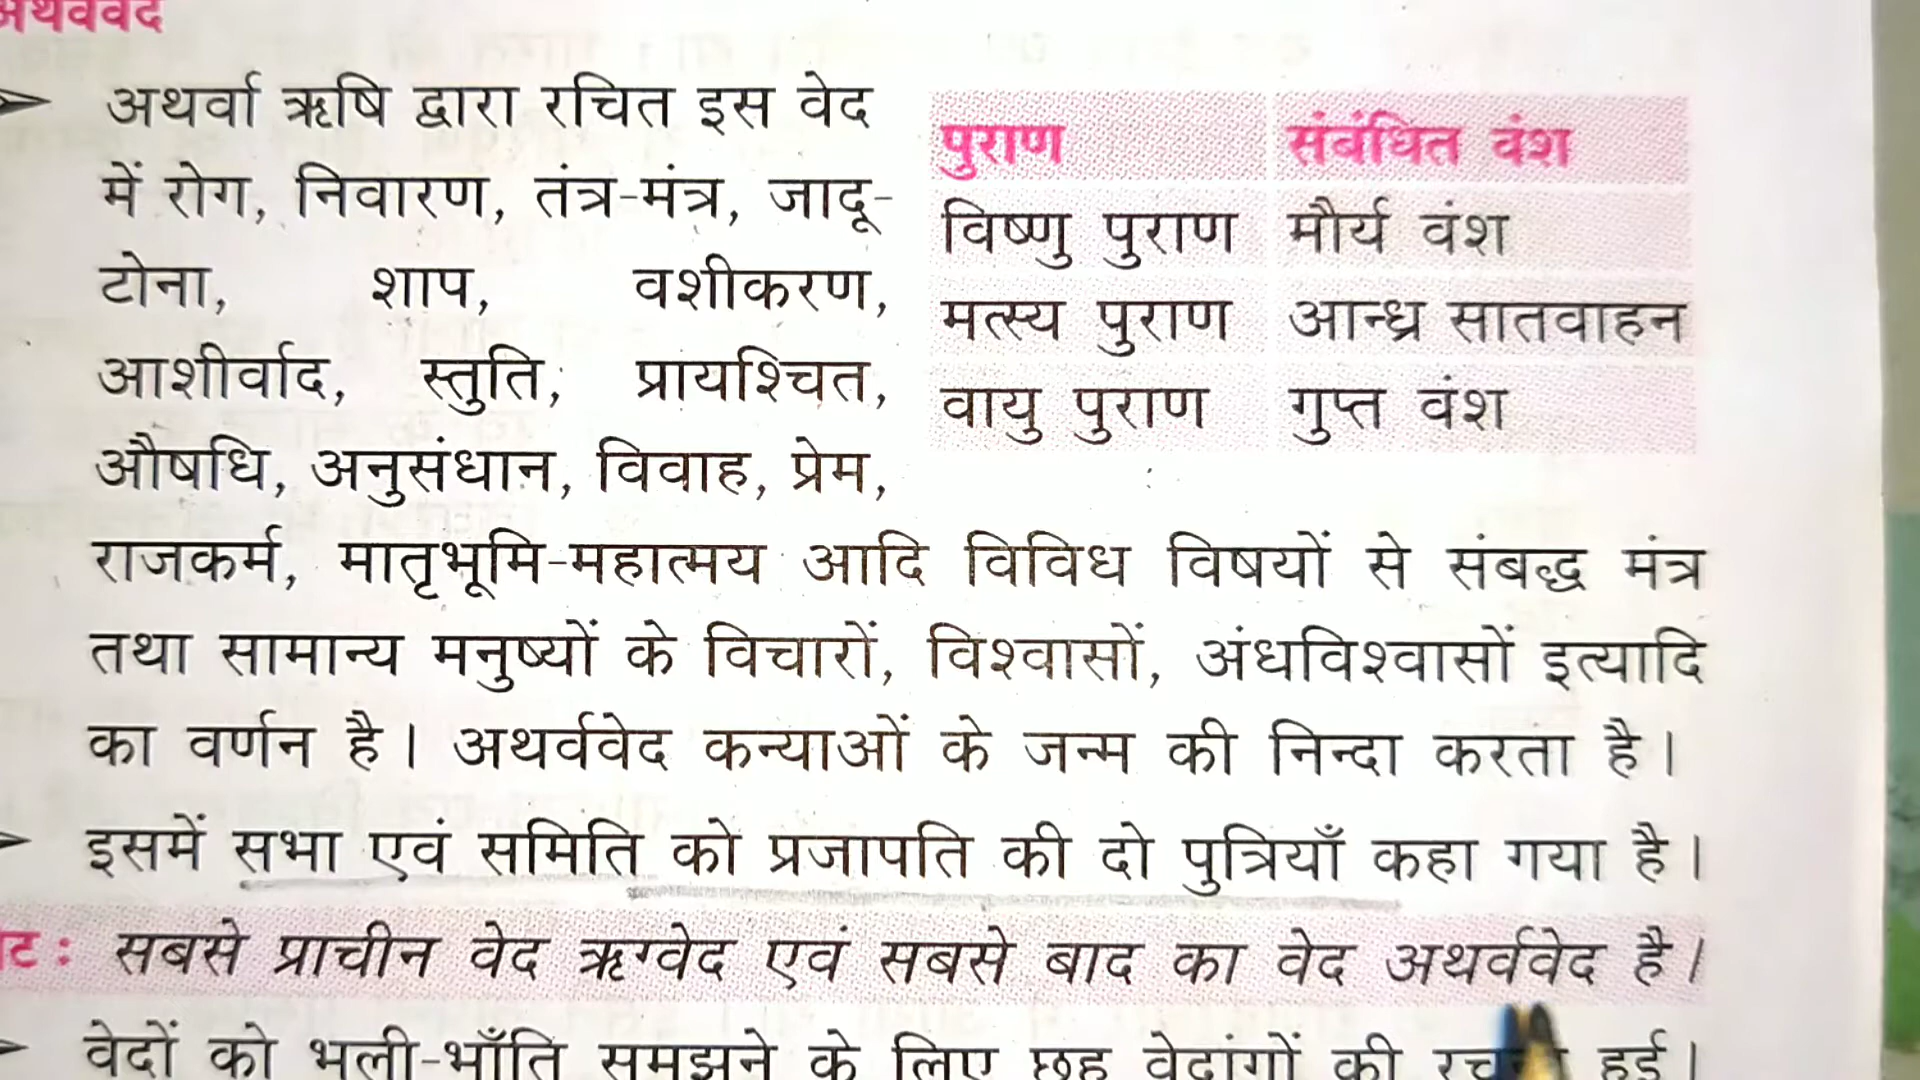 अथर्ववेद
अथर्वा ऋषि द्वारा रचित इस वेद
में रोग, निवारण, तंत्र-मंत्र, जादू-
टोना, शाप, वशीकरण,
आशीर्वाद, स्तुति, प्रायश्चित,
औषधि, अनुसंधान, विवाह, प्रेम,
पुराण संबंधित वंश
विष्णु पुराण मौर्य वंश
मत्स्य पुराण आन्ध्र सातवाहन
वायु पुराण गुप्त वंश
राजकर्म, मातृभूमि-महात्मय आदि विविध विषयों से संबद्ध मंत्र
तथा सामान्य मनुष्यों के विचारों, विश्वासों, अंधविश्वासों इत्यादि
का वर्णन है। अथर्ववेद कन्याओं के जन्म की निन्दा करता है।
इसमें सभा एवं समिति को प्रजापति की दो पुत्रियाँ कहा गया है।
ट: सबसे प्राचीन वेद ऋग्वेद एवं सबसे बाद का वेद अथर्ववेद है।
वेदों को भली-भाँति समझने के लिए छह वेदांगों की हुई।